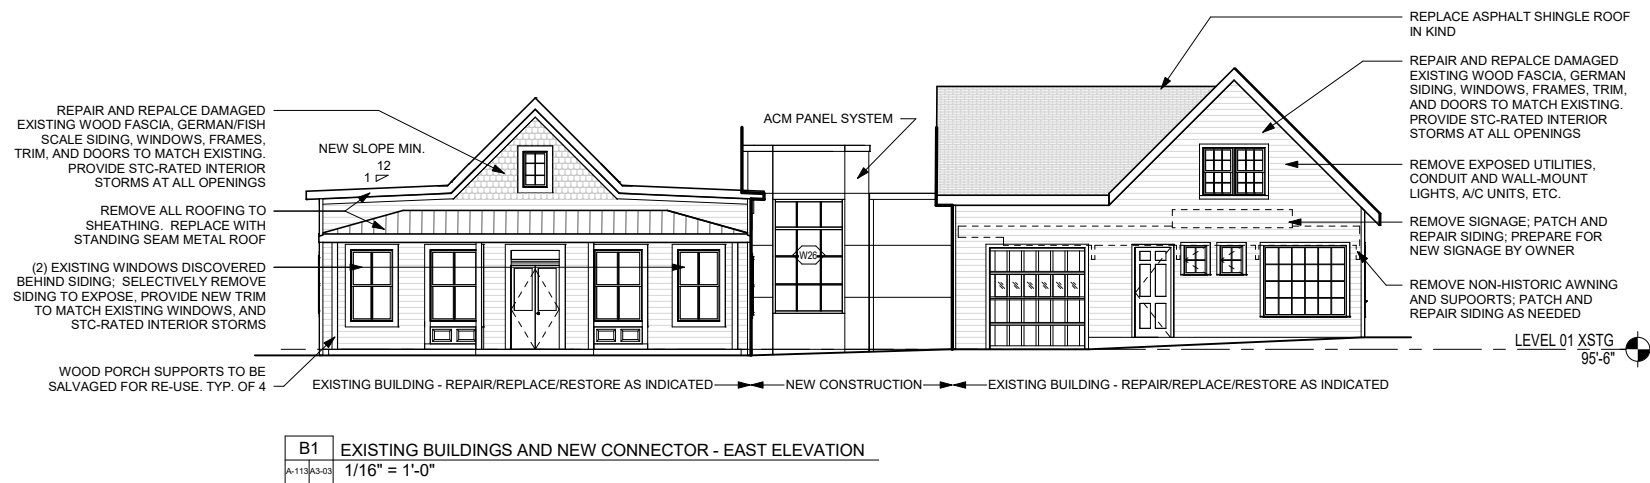 REPLACE ASPHALT SHINGLE ROOF
IN KIND
REPAIR AND REPALCE DAMAGED
EXISTING WOOD FASCIA, GERMAN
SIDING, WINDOWS, FRAMES, TRIM,
AND DOORS TO MATCH EXISTING.
PROVIDE STC-RATED INTERIOR
STORMS AT ALL OPENINGS
REPAIR AND REPALCE DAMAGED
EXISTING WOOD FASCIA, GERMAN/FISH
SCALE SIDING, WINDOWS, FRAMES,
TRIM, AND DOORS TO MATCH EXISTING.
PROVIDE STC-RATED INTERIOR
STORMS AT ALL OPENINGS
NEW SLOPE MIN.
12
1
ACM PANEL SYSTEM
REMOVE EXPOSED UTILITIES,
CONDUIT AND WALL-MOUNT
LIGHTS, A/C UNITS, ETC.
REMOVE ALL ROOFING TO
SHEATHING. REPLACE WITH
STANDING SEAM METAL ROOF
REMOVE SIGNAGE; PATCH AND
REPAIR SIDING; PREPARE FOR
NEW SIGNAGE BY OWNER
(2) EXISTING WINDOWS DISCOVERED
BEHIND SIDING; SELECTIVELY REMOVE
SIDING TO EXPOSE, PROVIDE NEW TRIM
TO MATCH EXISTING WINDOWS, AND
STC-RATED INTERIOR STORMS
W26
REMOVE NON-HISTORIC AWNING
AND SUPOORTS; PATCH AND
REPAIR SIDING AS NEEDED
LEVEL 01 XSTG
95'-6"
WOOD PORCH SUPPORTS TO BE
SALVAGED FOR RE-USE. TYP. OF 4
EXISTING BUILDING - REPAIR/REPLACE/RESTORE AS INDICATED
NEW CONSTRUCTION
EXISTING BUILDING - REPAIR/REPLACE/RESTORE AS INDICATED
B1
EXISTING BUILDINGS AND NEW CONNECTOR - EAST ELEVATION
A-113 A3-03
1/16" = 1'-0"